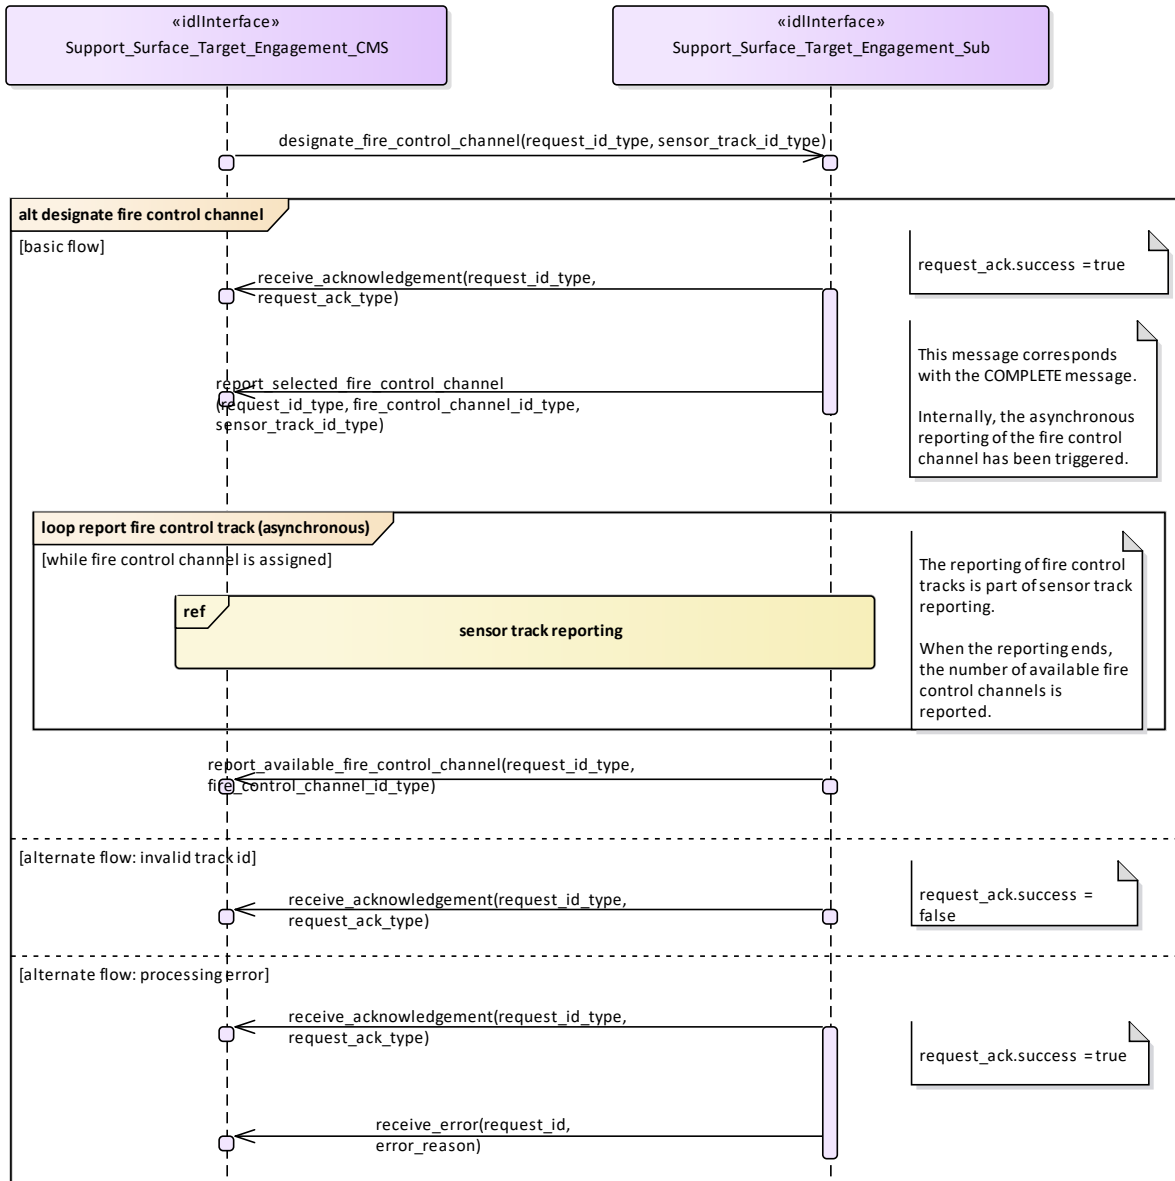 «idlInterface»
Support_Surface_Target_Engagement_CMS
«idlInterface»
Support_Surface_Target_Engagement_Sub
designate_fire_control_channel(request_id_type, sensor_track_id_type)
alt designate fire control channel
[basic flow]
request_ack.success = true
receive_acknowledgement(request_id_type,
request_ack_type)
This message corresponds
with the COMPLETE message.
Internally, the asynchronous
reporting of the fire control
channel has been triggered.
report_selected_fire_control_channel
(request_id_type, fire_control_channel_id_type,
sensor_track_id_type)
loop report fire control track (asynchronous)
[while fire control channel is assigned]
The reporting of fire control
tracks is part of sensor track
reporting.
When the reporting ends,
the number of available fire
control channels is
reported.
ref
sensor track reporting
report_available_fire_control_channel(request_id_type,
fire_control_channel_id_type)
[alternate flow: invalid track id]
receive_acknowledgement(request_id_type,
request_ack_type)
request_ack.success =
false
[alternate flow: processing error]
receive_acknowledgement(request_id_type,
request_ack_type)
request_ack.success = true
receive_error(request_id,
error_reason)